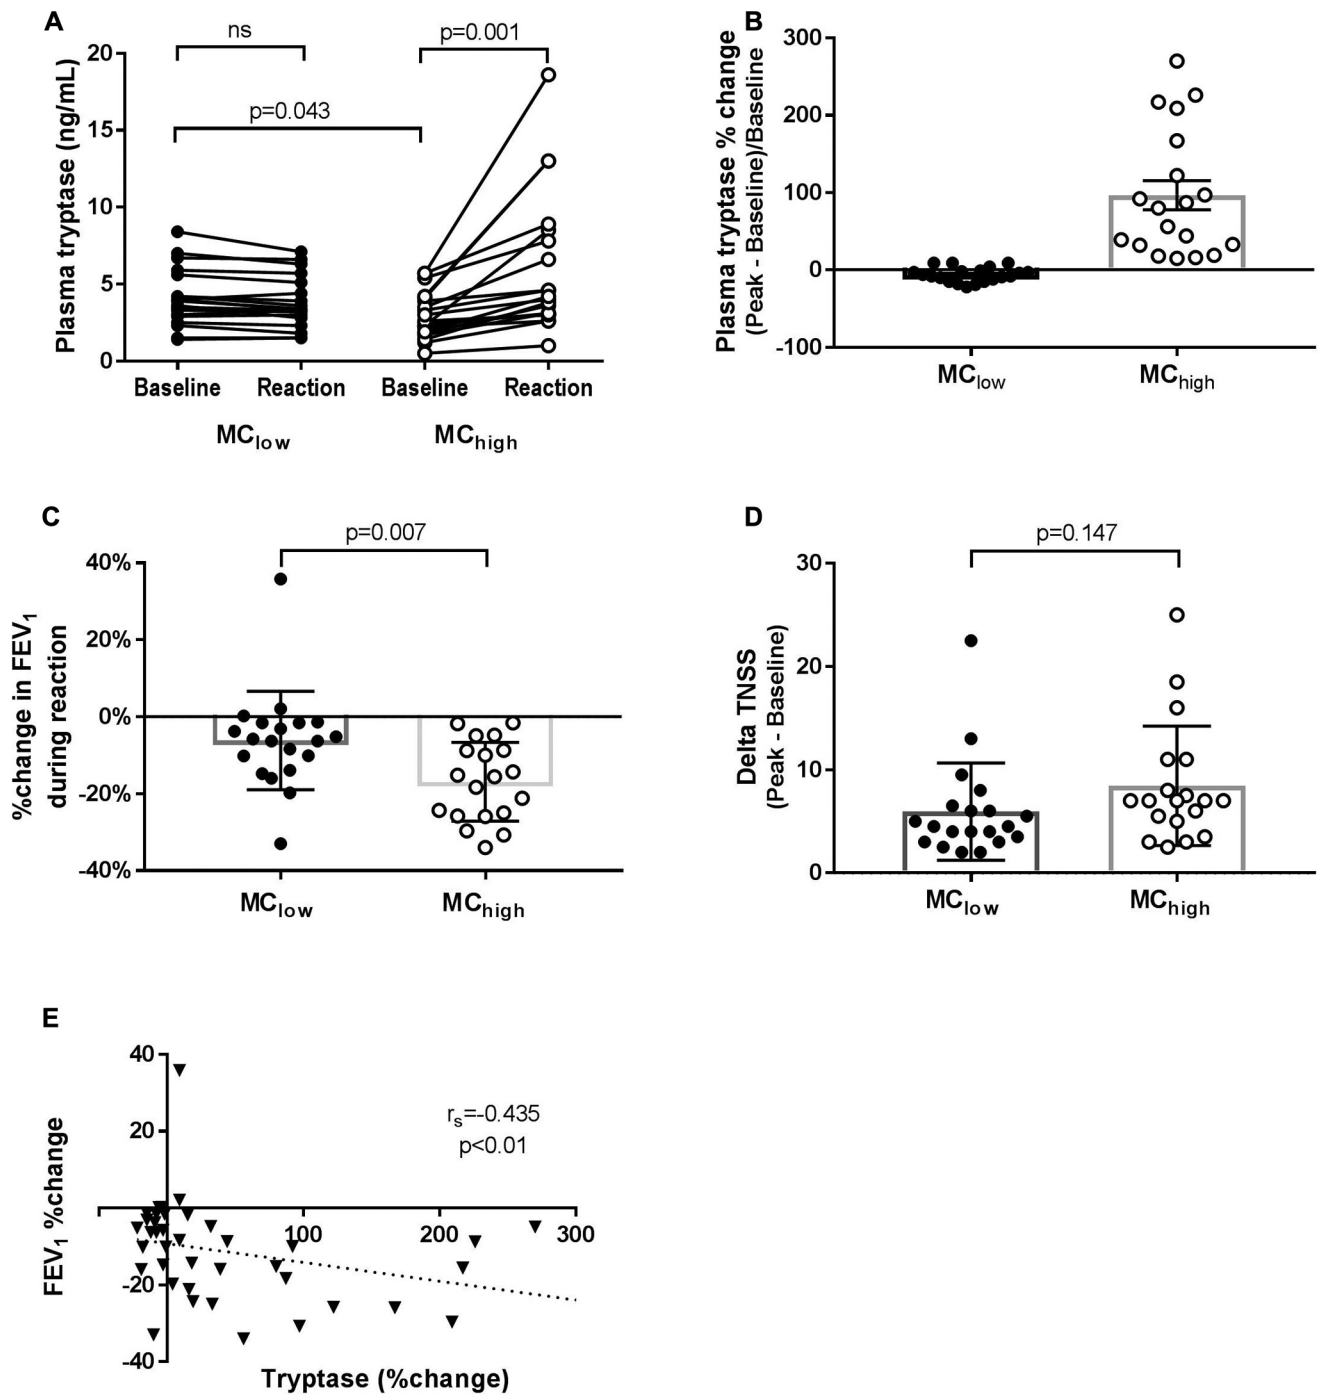 A
ns
p=0.001
p=0.043
Plasma tryptase (ng/mL)
20
15
10
5
0
Baseline Reaction Baseline Reaction
MClow MChigh
B
Plasma tryptase % change
(Peak - Baseline)/Baseline
300
200
100
0
-100
MClow MChigh
C
p=0.007
%change in FEV1
during reaction
40%
20%
0%
-20%
-40%
MClow MChigh
D
p=0.147
Delta TNSS
(Peak - Baseline)
30
20
10
0
MClow MChigh
E
FEV1 %change
40
20
-20
-40
rs=-0.435
p<0.01
100 200 300
Tryptase (%change)